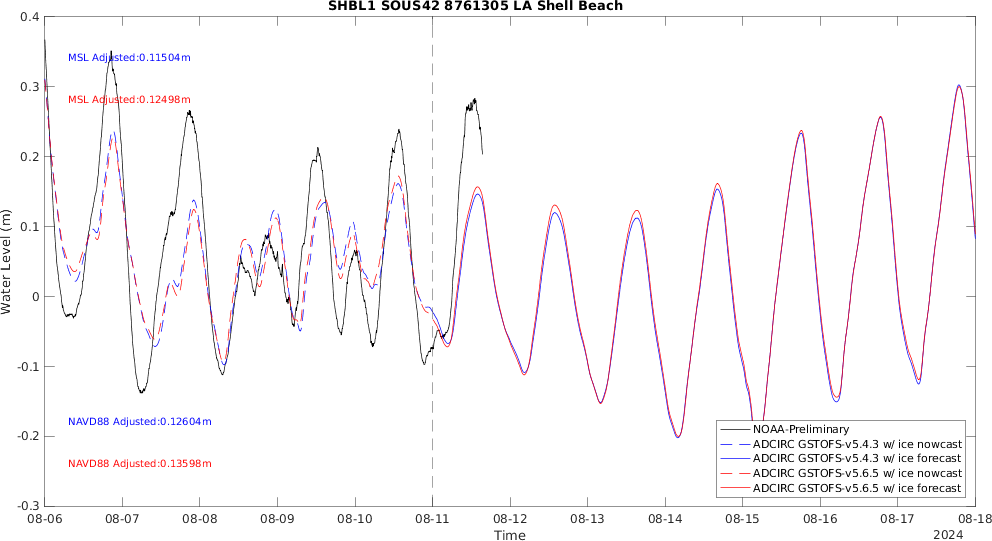 SHBL1 SOUS42 8761305 LA Shell Beach
0.4
0.3
0.2
0.1
0
-0.1
-0.2
-0.3
Water Level (m)
MSL Adjusted:0.11504m
MSL Adjusted:0.12498m
NAVD88 Adjusted:0.12604m
NAVD88 Adjusted:0.13598m
NOAA-Preliminary
ADCIRC GSTOFS-v5.4.3 w/ ice nowcast
ADCIRC GSTOFS-v5.4.3 w/ ice forecast
ADCIRC GSTOFS-v5.6.5 w/ ice nowcast
ADCIRC GSTOFS-v5.6.5 w/ ice forecast
08-06 08-07 08-08 08-09 08-10 08-11 08-12 08-13 08-14 08-15 08-16 08-17 08-18
Time
2024